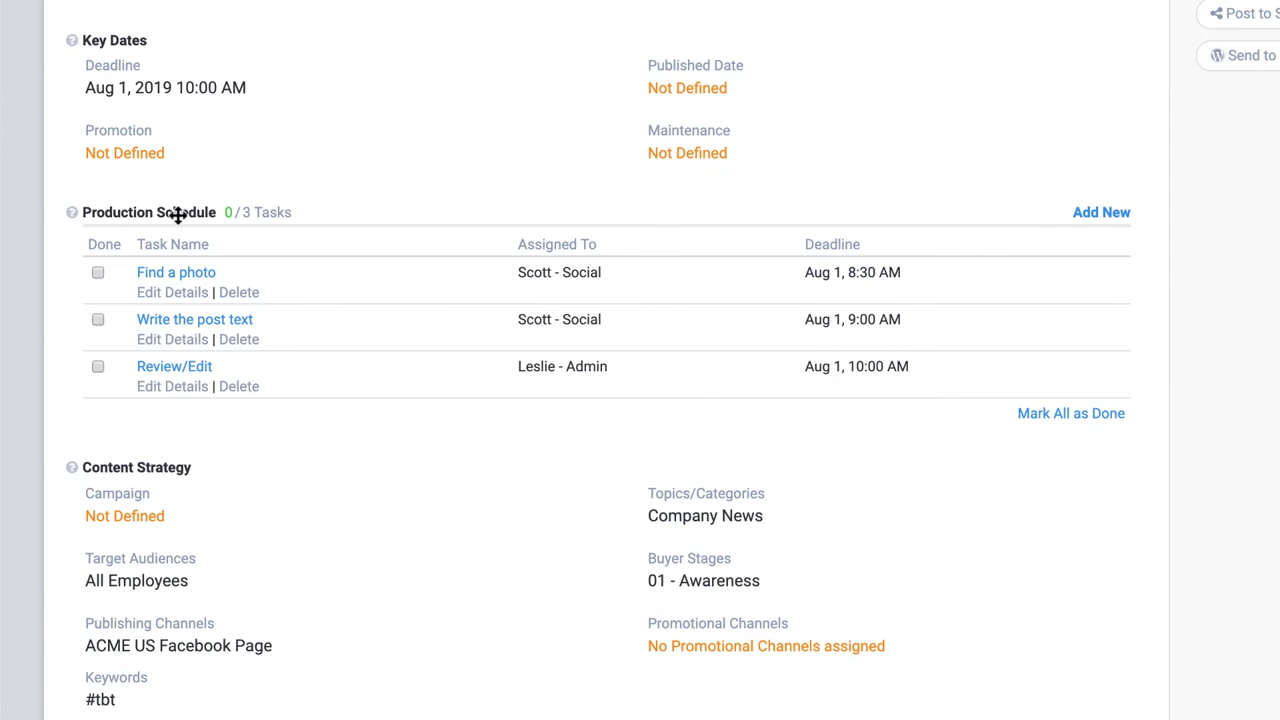 Post to S
Key Dates
Send to
Deadline
Published Date
Aug 1, 2019 10:00 AM
Not Defined
Promotion
Maintenance
Not Defined
Not Defined
Production Schedule 0 / 3 Tasks
Add New
Done Task Name Assigned To Deadline
Find a photo Scott - Social Aug 1, 8:30 AM
Edit Details | Delete
Write the post text Scott - Social Aug 1, 9:00 AM
Edit Details | Delete
Review/Edit Leslie - Admin Aug 1, 10:00 AM
Edit Details | Delete
Mark All as Done
Content Strategy
Campaign
Topics/Categories
Not Defined
Company News
Target Audiences
Buyer Stages
All Employees
01 - Awareness
Publishing Channels
Promotional Channels
ACME US Facebook Page
No Promotional Channels assigned
Keywords
#tbt